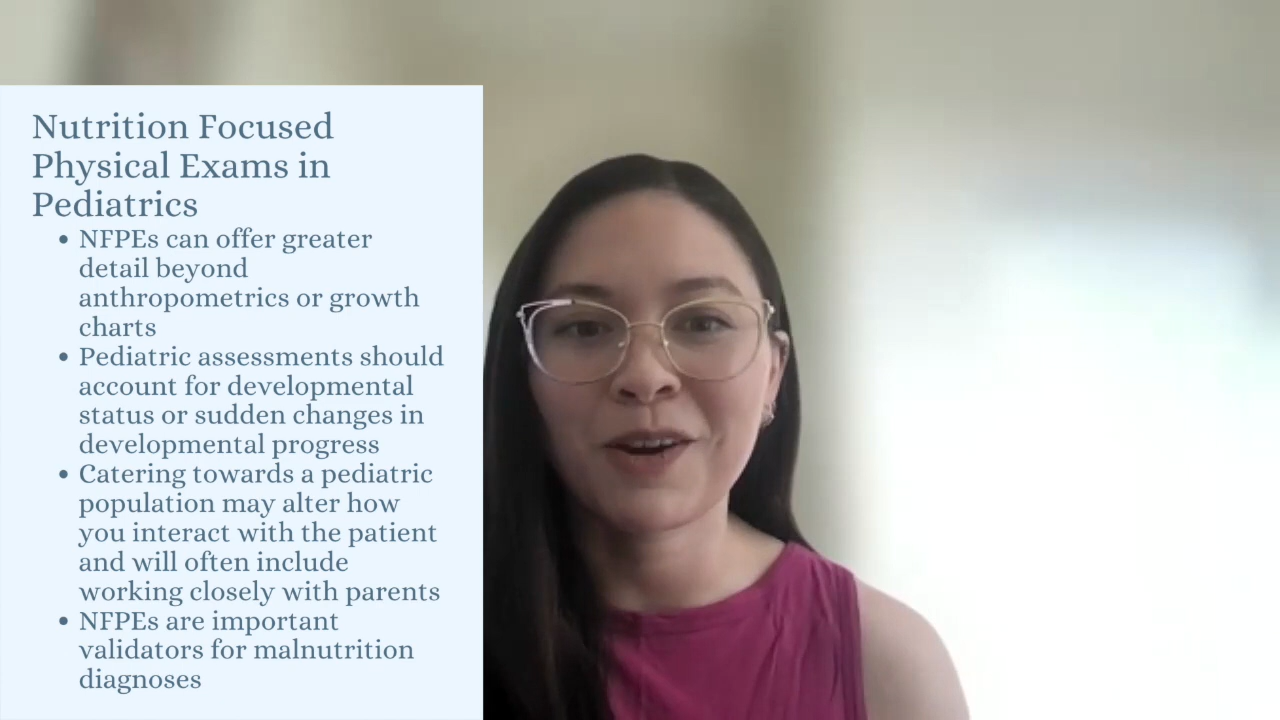 Nutrition Focused
Physical Exams in
Pediatrics
• NFPEs can offer greater
detail beyond
anthropometrics or growth
charts
• Pediatric assessments should
account for developmental
status or sudden changes in
developmental progress
• Catering towards a pediatric
population may alter how
you interact with the patient
and will often include
working closely with parents
• NFPEs are important
validators for malnutrition
diagnoses